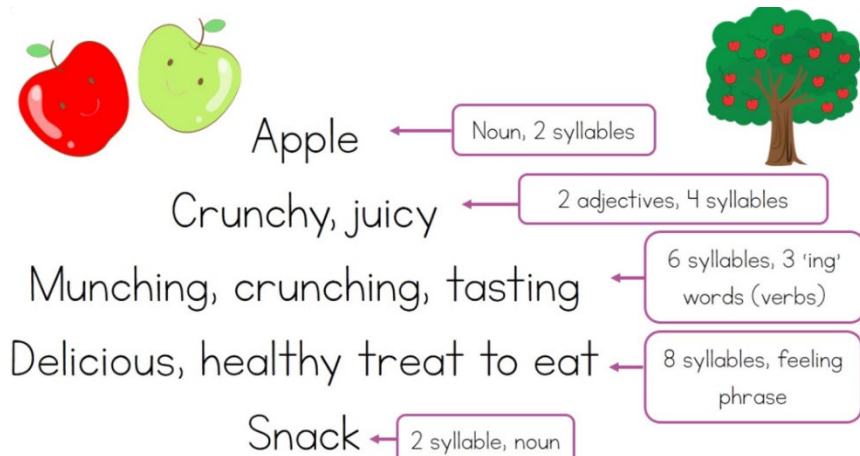 Apple
Noun, 2 syllables
Crunchy, juicy
2 adjectives, 4 syllables
Munching, crunching, tasting
6 syllables, 3 'ing'
words (verbs)
Delicious, healthy treat to eat
8 syllables, feeling
phrase
Snack
2 syllable, noun